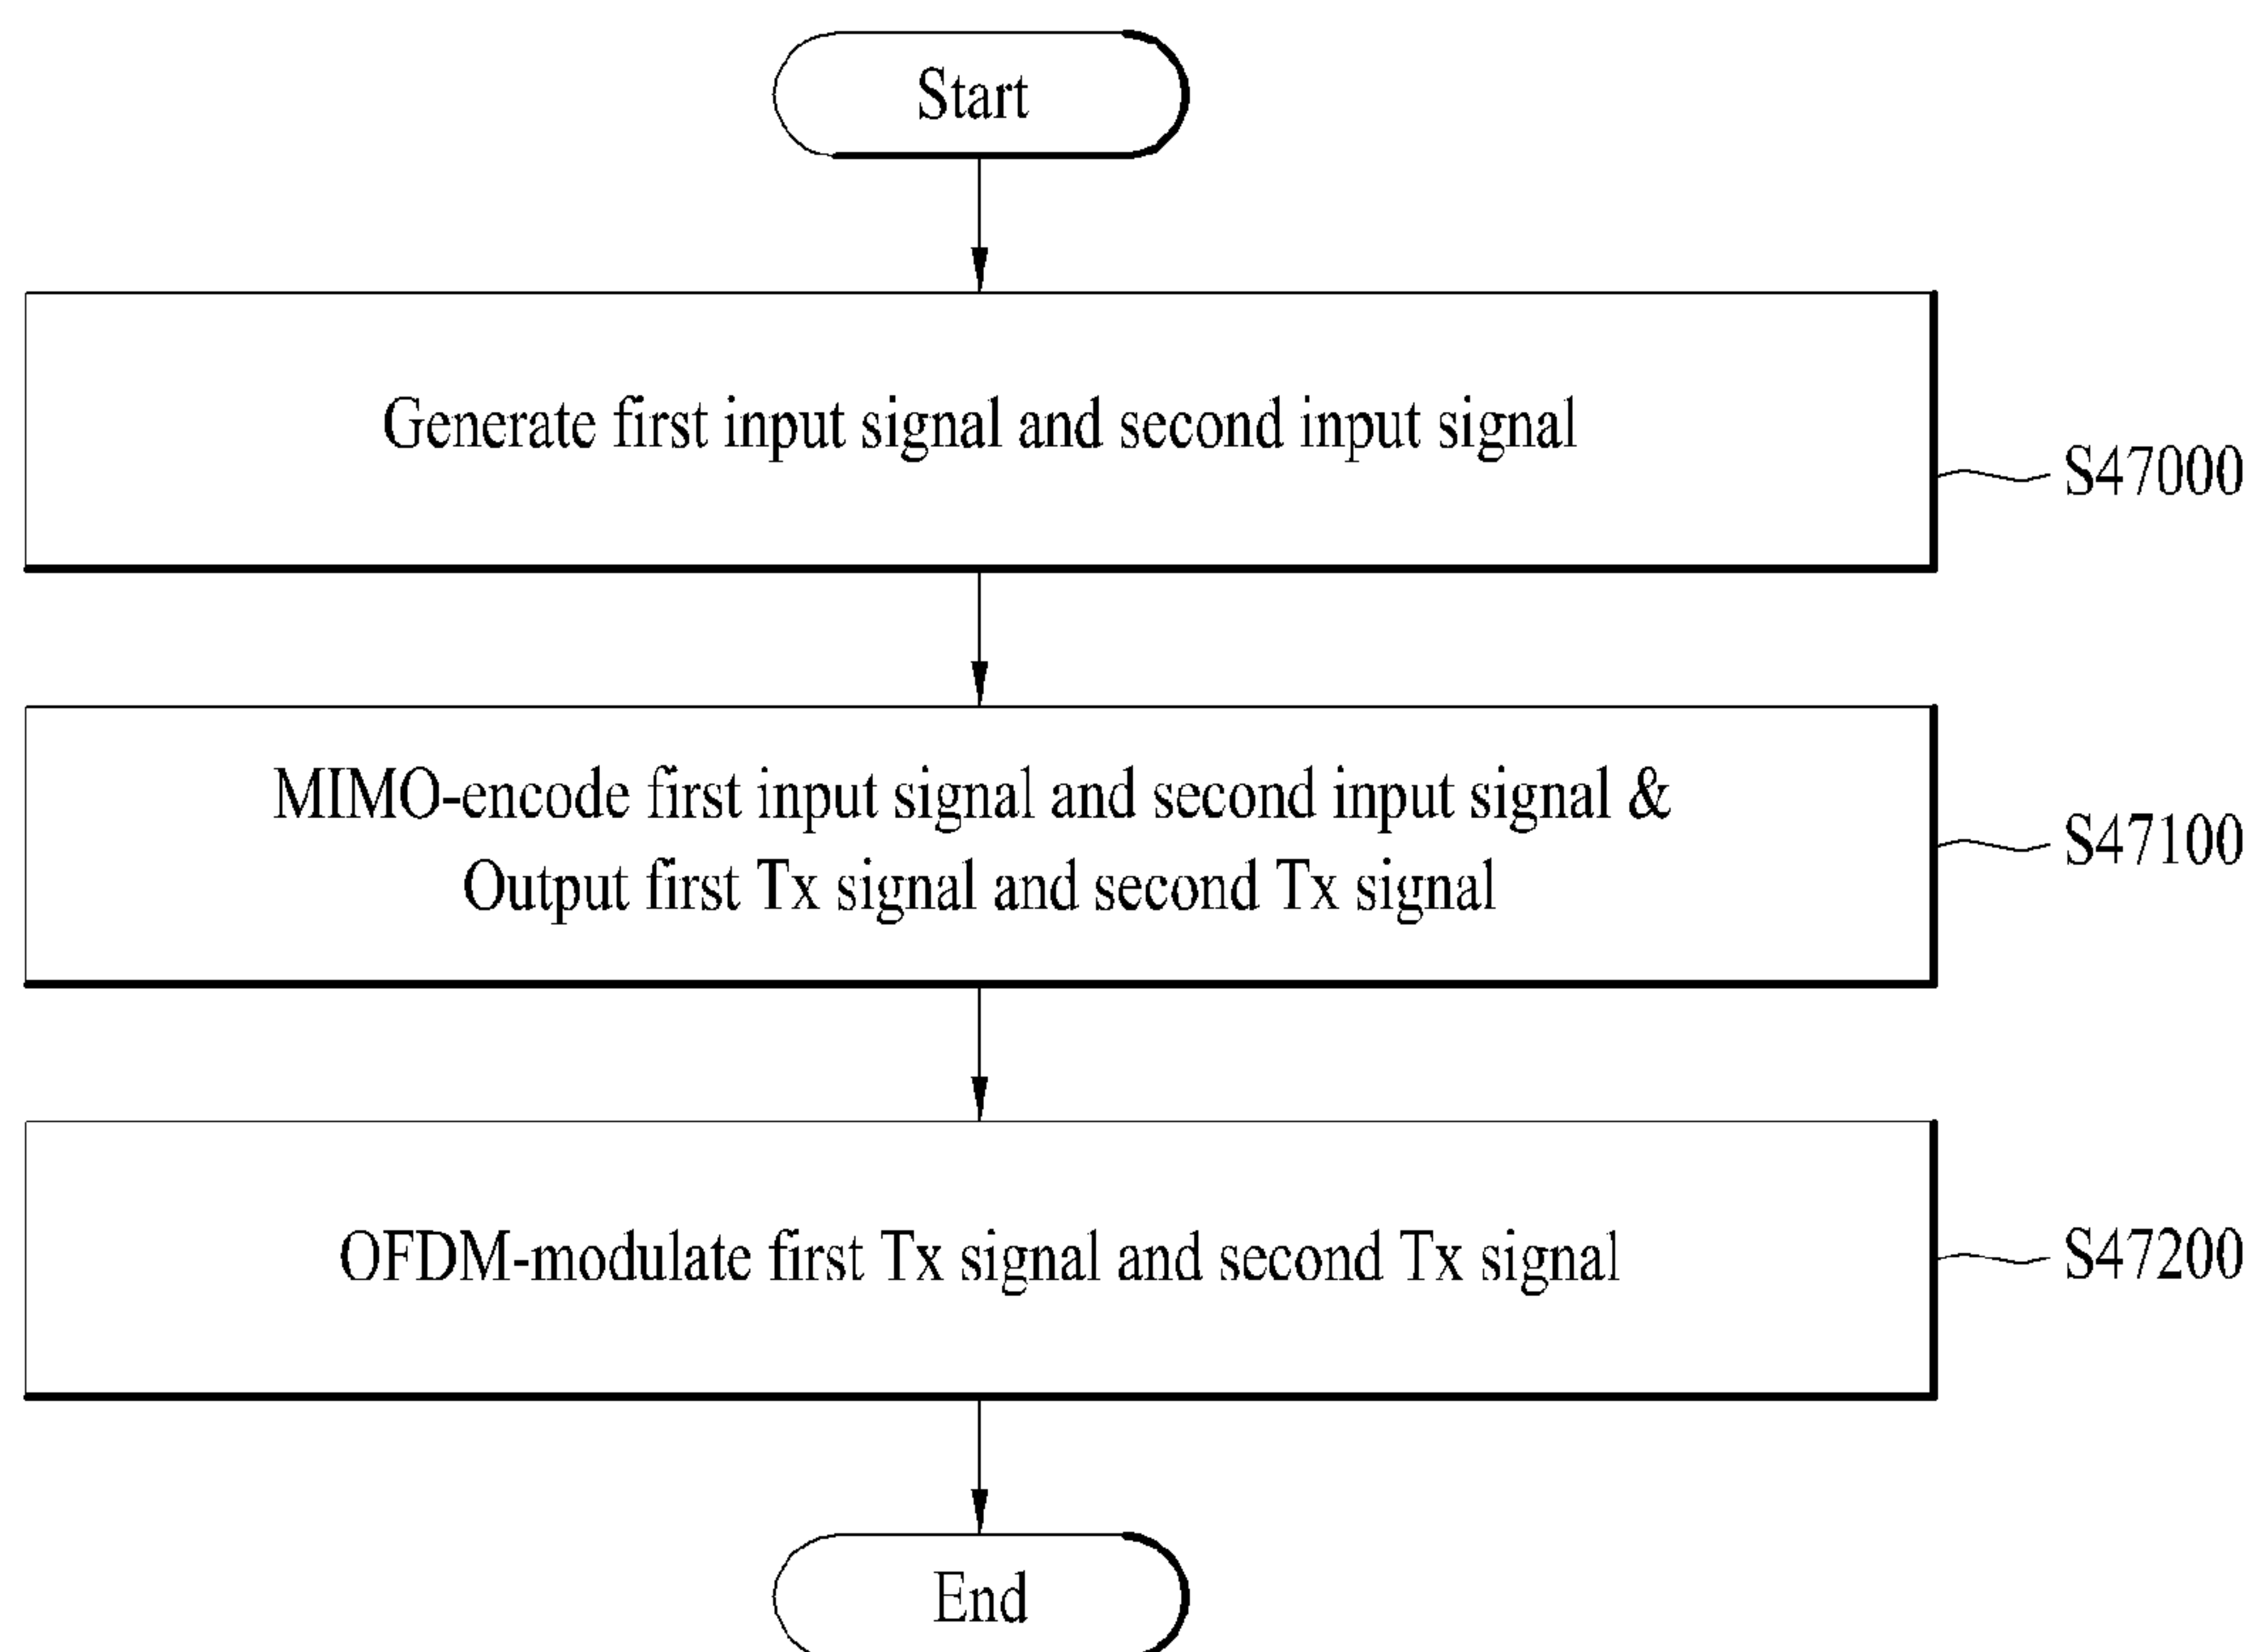 Start
Generate first input signal and second input signal
S47000
MIMO-encode first input signal and second input signal &
Output first Tx signal and second Tx signal
S47100
OFDM-modulate first Tx signal and second Tx signal
S47200
End